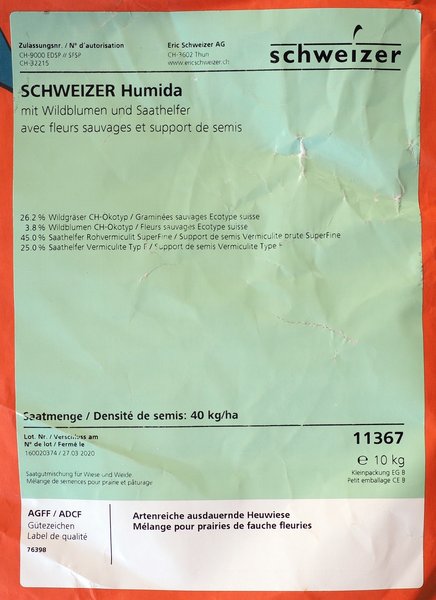 Zulassungsnr. / N° d'autorisation
CH-9000 EDSP // SFSP
CH-32215
Eric Schweizer AG
CH-3602 Thun
www.ericschweizer.ch
schweizer
SCHWEIZER Humida
mit Wildblumen und Saathelfer
avec fleurs sauvages et support de semis
26.2 % Wildgräser CH-Ökotyp / Graminées sauvages Ecotype suisse
3.8 % Wildblumen CH-Ökotyp / Fleurs sauvages Ecotype suisse
45.0 % Saathelfer Rohvermiculit SuperFine / Support de semis Vermiculite brute SuperFine
25.0 % Saathelfer Vermiculite Typ F / Support de semis Vermiculite Type
Saatmenge / Densité de semis: 40 kg/ha
Lot. Nr. / Verschluss am
N° de lot / Fermé le
160020374 / 27.03 2020
11367
e 10 kg
Kleinpackung EG B
Petit emballage CE B
Saatgutmischung für Wiese und Weide.
Mélange de semences pour prairie et pâturage
AGFF / ADCF
Gütezeichen
Label de qualité
76398
Artenreiche ausdauernde Heuwiese
Mélange pour prairies de fauche fleuries